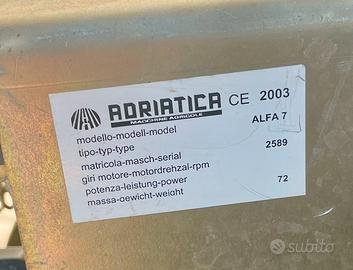 ADRIATICA CE 2003
MACCHINE AGRICOLE
modello-modell-model
ALFA 7
tipo-typ-type
matricola-masch-serial 2589
giri motore-motordrehzal-rpm
potenza-leistung-power
massa-gewicht-weight 72
subito